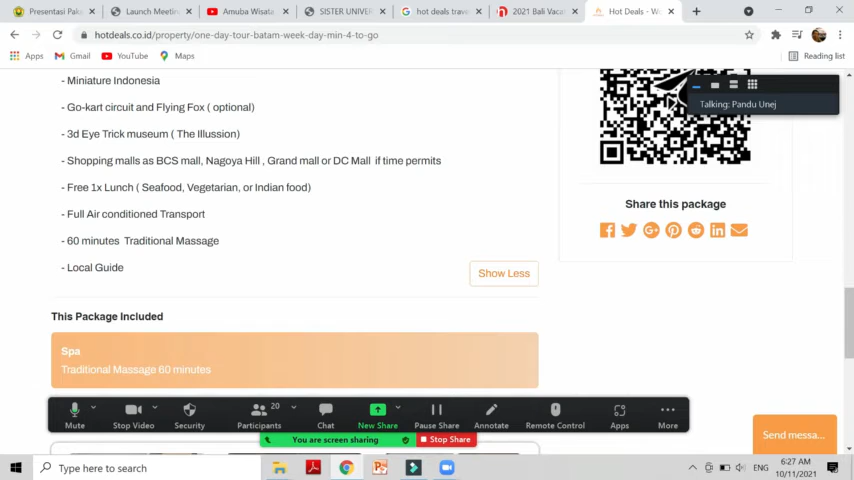 Presentasi Pak
Launch Meetin
Amuba Wisata
SISTER UNIVER
hot deals trave
2021 Bali Vacar
Hot Deals - W
hotdeals.co.id/property/one-day-tour-batam-week-day-min-4-to-go
Apps
Gmail
YouTube
Maps
Reading list
- Miniature Indonesia
- Go-kart circuit and Flying Fox ( optional)
- 3d Eye Trick museum ( The Illussion)
- Shopping malls as BCS mall, Nagoya Hill , Grand mall or DC Mall if time permits
- Free 1x Lunch ( Seafood, Vegetarian, or Indian food)
- Full Air conditioned Transport
- 60 minutes Traditional Massage
- Local Guide
Show Less
Talking: Pandu Unej
Share this package
This Package Included
Spa
Traditional Massage 60 minutes
20
Mute
Stop Video
Security
Participants
Chat
New Share
Pause Share
Annotate
Remote Control
Apps
More
You are screen sharing
Stop Share
Send messa...
Type here to search
ENG
6:27 AM
10/11/2021